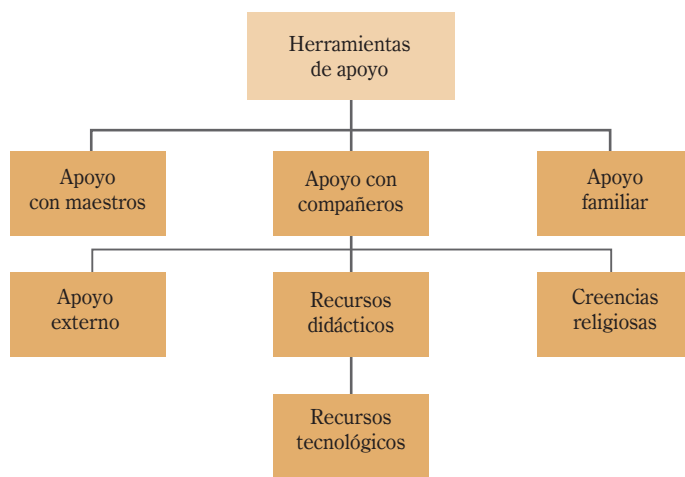 Herramientas
de apoyo
Apoyo
con maestros
Apoyo con
compañeros
Apoyo
familiar
Apoyo
externo
Recursos
didácticos
Creencias
religiosas
Recursos
tecnológicos